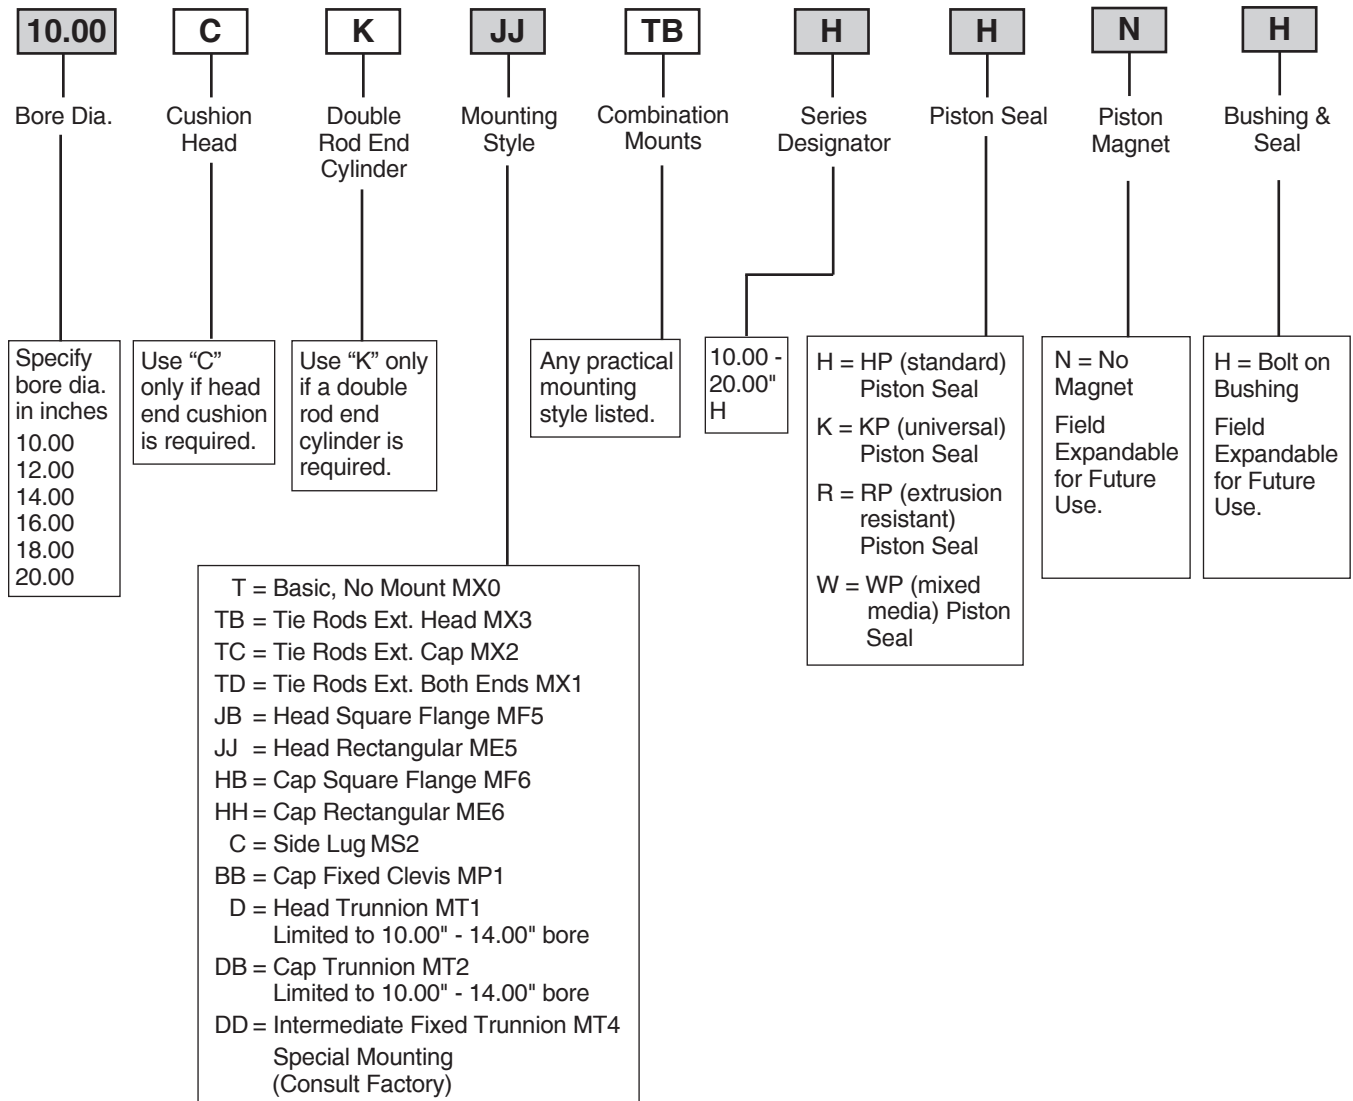 10.00 C K JJ TB H H N H
Bore Dia.
Cushion
Head
Double
Rod End
Cylinder
Mounting
Style
Combination
Mounts
Series
Designator
Piston Seal
Piston
Magnet
Bushing &
Seal
Specify
bore dia.
in inches
10.00
12.00
14.00
16.00
18.00
20.00
Use “C”
only if head
end cushion
is required.
Use “K” only
if a double
rod end
cylinder is
required.
Any practical
mounting
style listed.
10.00 -
20.00"
H
H = HP (standard)
Piston Seal
K = KP (universal)
Piston Seal
R = RP (extrusion
resistant)
Piston Seal
W = WP (mixed
media) Piston
Seal
N = No
Magnet
Field
Expandable
for Future
Use.
H = Bolt on
Bushing
Field
Expandable
for Future
Use.
T = Basic, No Mount MX0
TB = Tie Rods Ext. Head MX3
TC = Tie Rods Ext. Cap MX2
TD = Tie Rods Ext. Both Ends MX1
JB = Head Square Flange MF5
JJ = Head Rectangular ME5
HB = Cap Square Flange MF6
HH = Cap Rectangular ME6
C = Side Lug MS2
BB = Cap Fixed Clevis MP1
D = Head Trunnion MT1
Limited to 10.00" - 14.00" bore
DB = Cap Trunnion MT2
Limited to 10.00" - 14.00" bore
DD = Intermediate Fixed Trunnion MT4
Special Mounting
(Consult Factory)